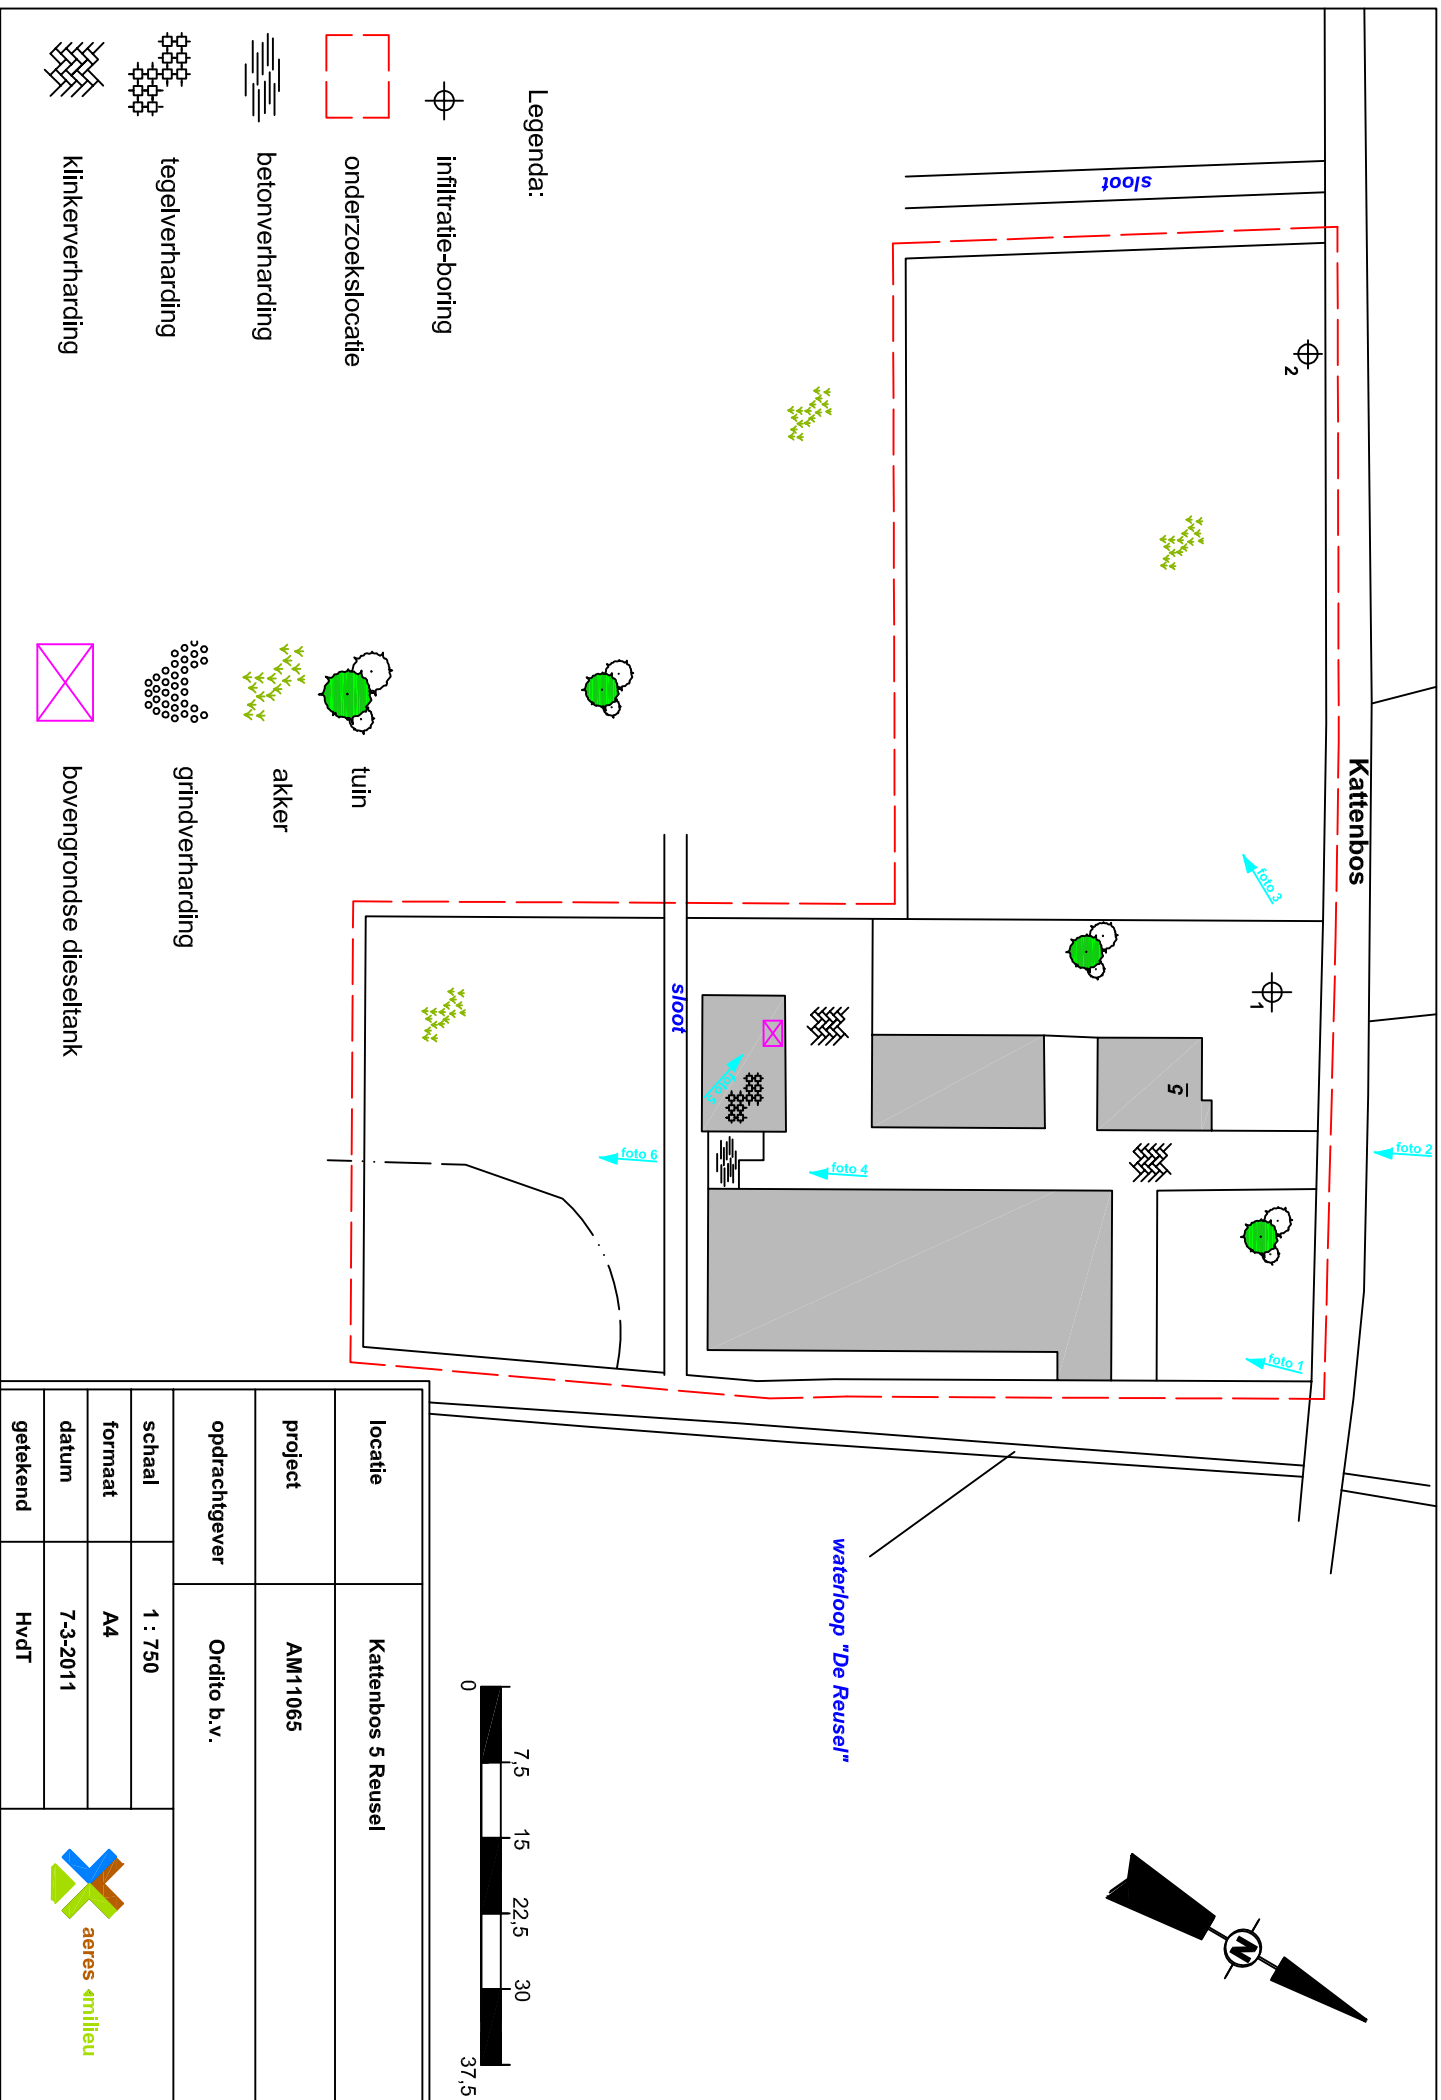 Kattenbos
sloot
2
foto 3
1
5
foto 2
foto 1
foto 4
foto 5
foto 6
sloot
waterloop "De Reusel"
N
Legenda:
infiltratie-boring
onderzoekslocatie
betonverharding
tegelverharding
klinkerverharding
tuin
akker
grindverharding
bovengrondse dieseltank
0 7,5 15 22,5 30 37,5
locatie Kattenbos 5 Reusel
project AM11065
opdrachtgever Ordito b.v.
schaal 1 : 750
formaat A4
datum 7-3-2011
getekend HvdT
aeres milieu